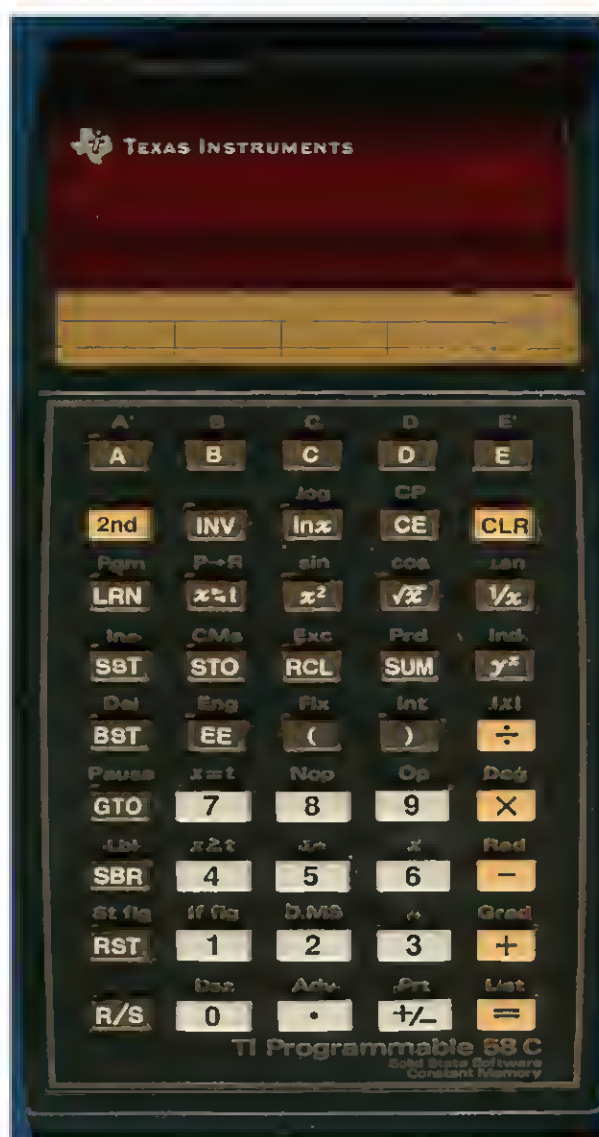 TEXAS INSTRUMENTS
A' B' C' D' E'
A B C D E
log CP
2nd INV lnx CE CLR
Pgm P→R sin cos tan
LRN x⇄t x² √x 1/x
Ins CMs Exc Prd Ind
SST STO RCL SUM yˣ
Del Eng Fix Int |x|
BST EE ( ) ÷
Pause x=t Nop Op Deg
GTO 7 8 9 ×
Lbl x≥t Σ+ x̄ Rad
SBR 4 5 6 −
St flg If flg D.MS Grad
RST 1 2 3 +
Dsz Adv Prt List
R/S 0 . +/− =
TI Programmable 58 C
Solid State Software
Constant Memory